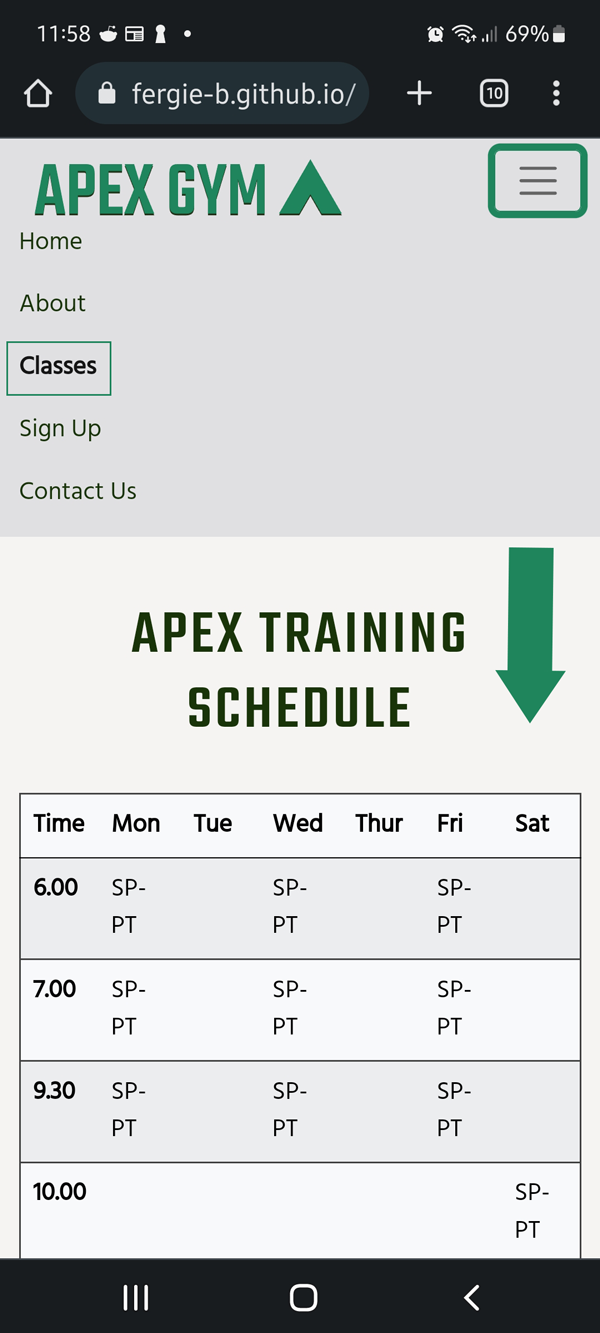 11:58 69%
fergie-b.github.io/ 10
APEX GYM
Home
About
Classes
Sign Up
Contact Us
APEX TRAINING
SCHEDULE
Time Mon Tue Wed Thur Fri Sat
6.00 SP-PT SP-PT SP-PT
7.00 SP-PT SP-PT SP-PT
9.30 SP-PT SP-PT SP-PT
10.00 SP-PT